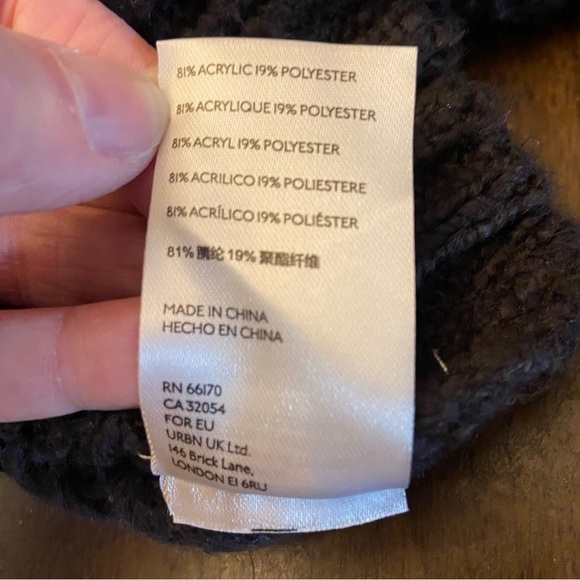 81% ACRYLIC 19% POLYESTER
81% ACRYLIQUE 19% POLYESTER
81% ACRYL 19% POLYESTER
81% ACRILICO 19% POLIESTERE
81% ACRÍLICO 19% POLIÉSTER
81% 腈纶 19% 聚酯纤维
MADE IN CHINA
HECHO EN CHINA
RN 66170
CA 32054
FOR EU
URBN UK Ltd.
146 Brick Lane,
LONDON E1 6RU